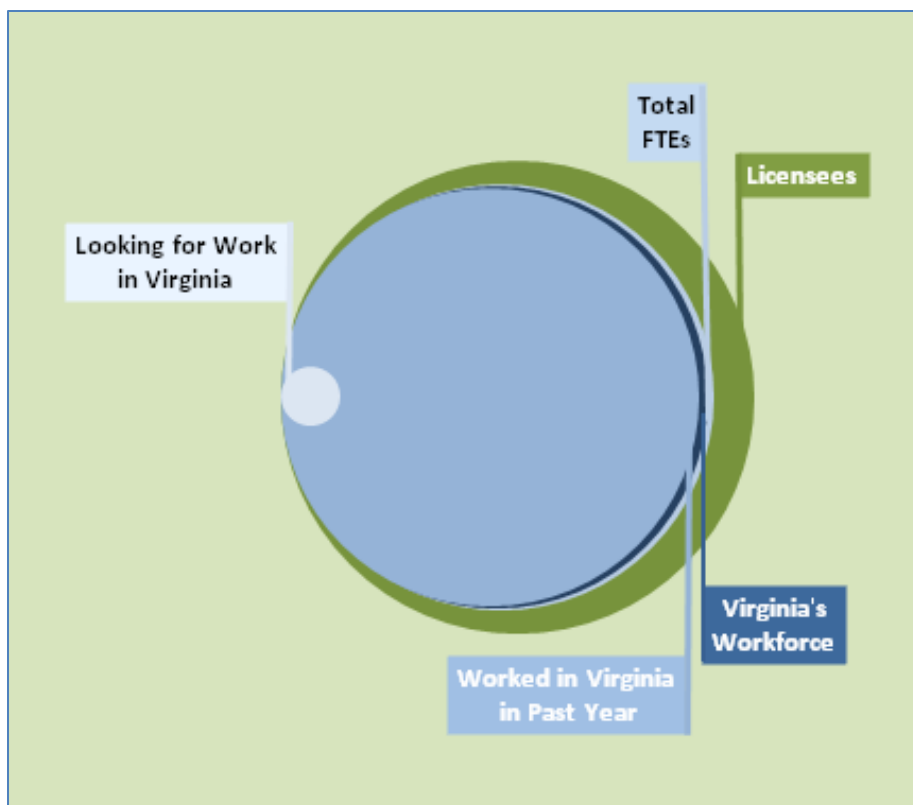 Total
FTEs
Licensees
Looking for Work
in Virginia
Virginia's
Workforce
Worked in Virginia
in Past Year